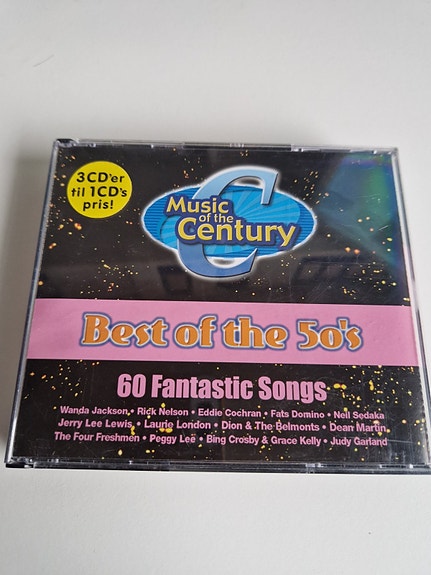 3CD'er
til 1CD's
pris!
C
Music
of the
Century
Best of the 50's
60 Fantastic Songs
Wanda Jackson • Rick Nelson • Eddie Cochran • Fats Domino • Neil Sedaka
Jerry Lee Lewis • Laurie London • Dion & The Belmonts • Dean Martin
The Four Freshmen • Peggy Lee • Bing Crosby & Grace Kelly • Judy Garland